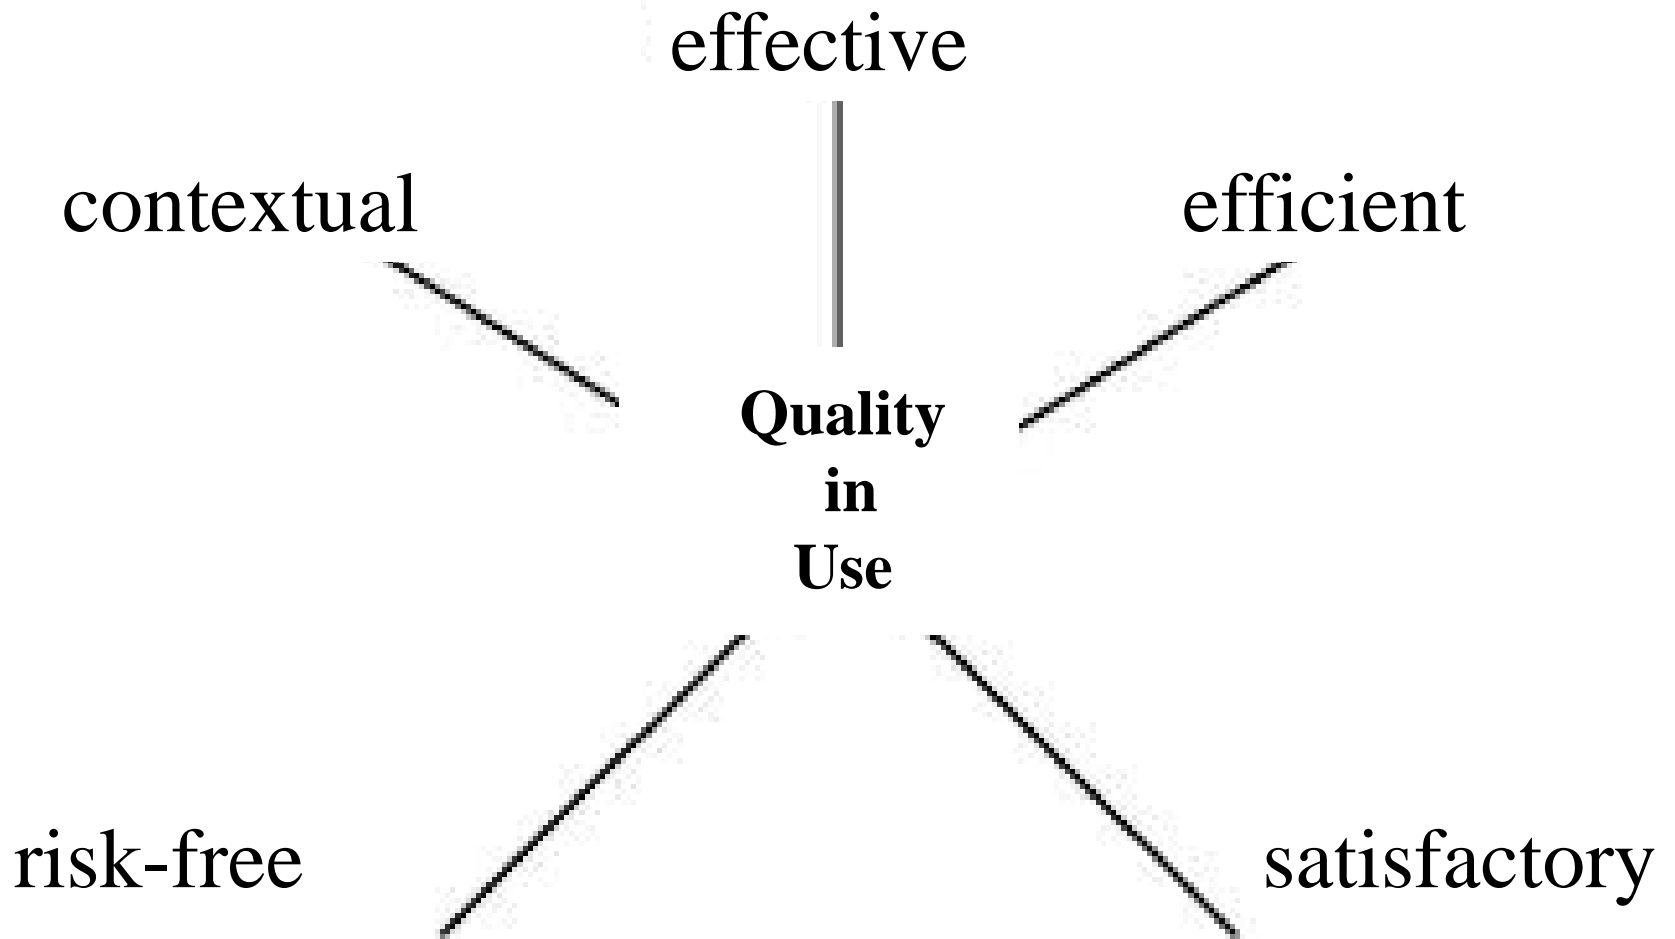 effective
contextual
efficient
Quality
in
Use
risk-free
satisfactory